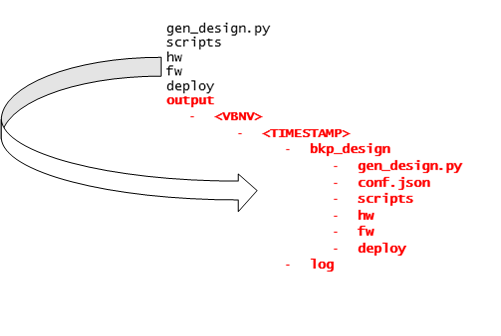 gen_design.py
scripts
hw
fw
deploy
output
- <VBNV>
- <TIMESTAMP>
- bkp_design
- gen_design.py
- conf.json
- scripts
- hw
- fw
- deploy
- log